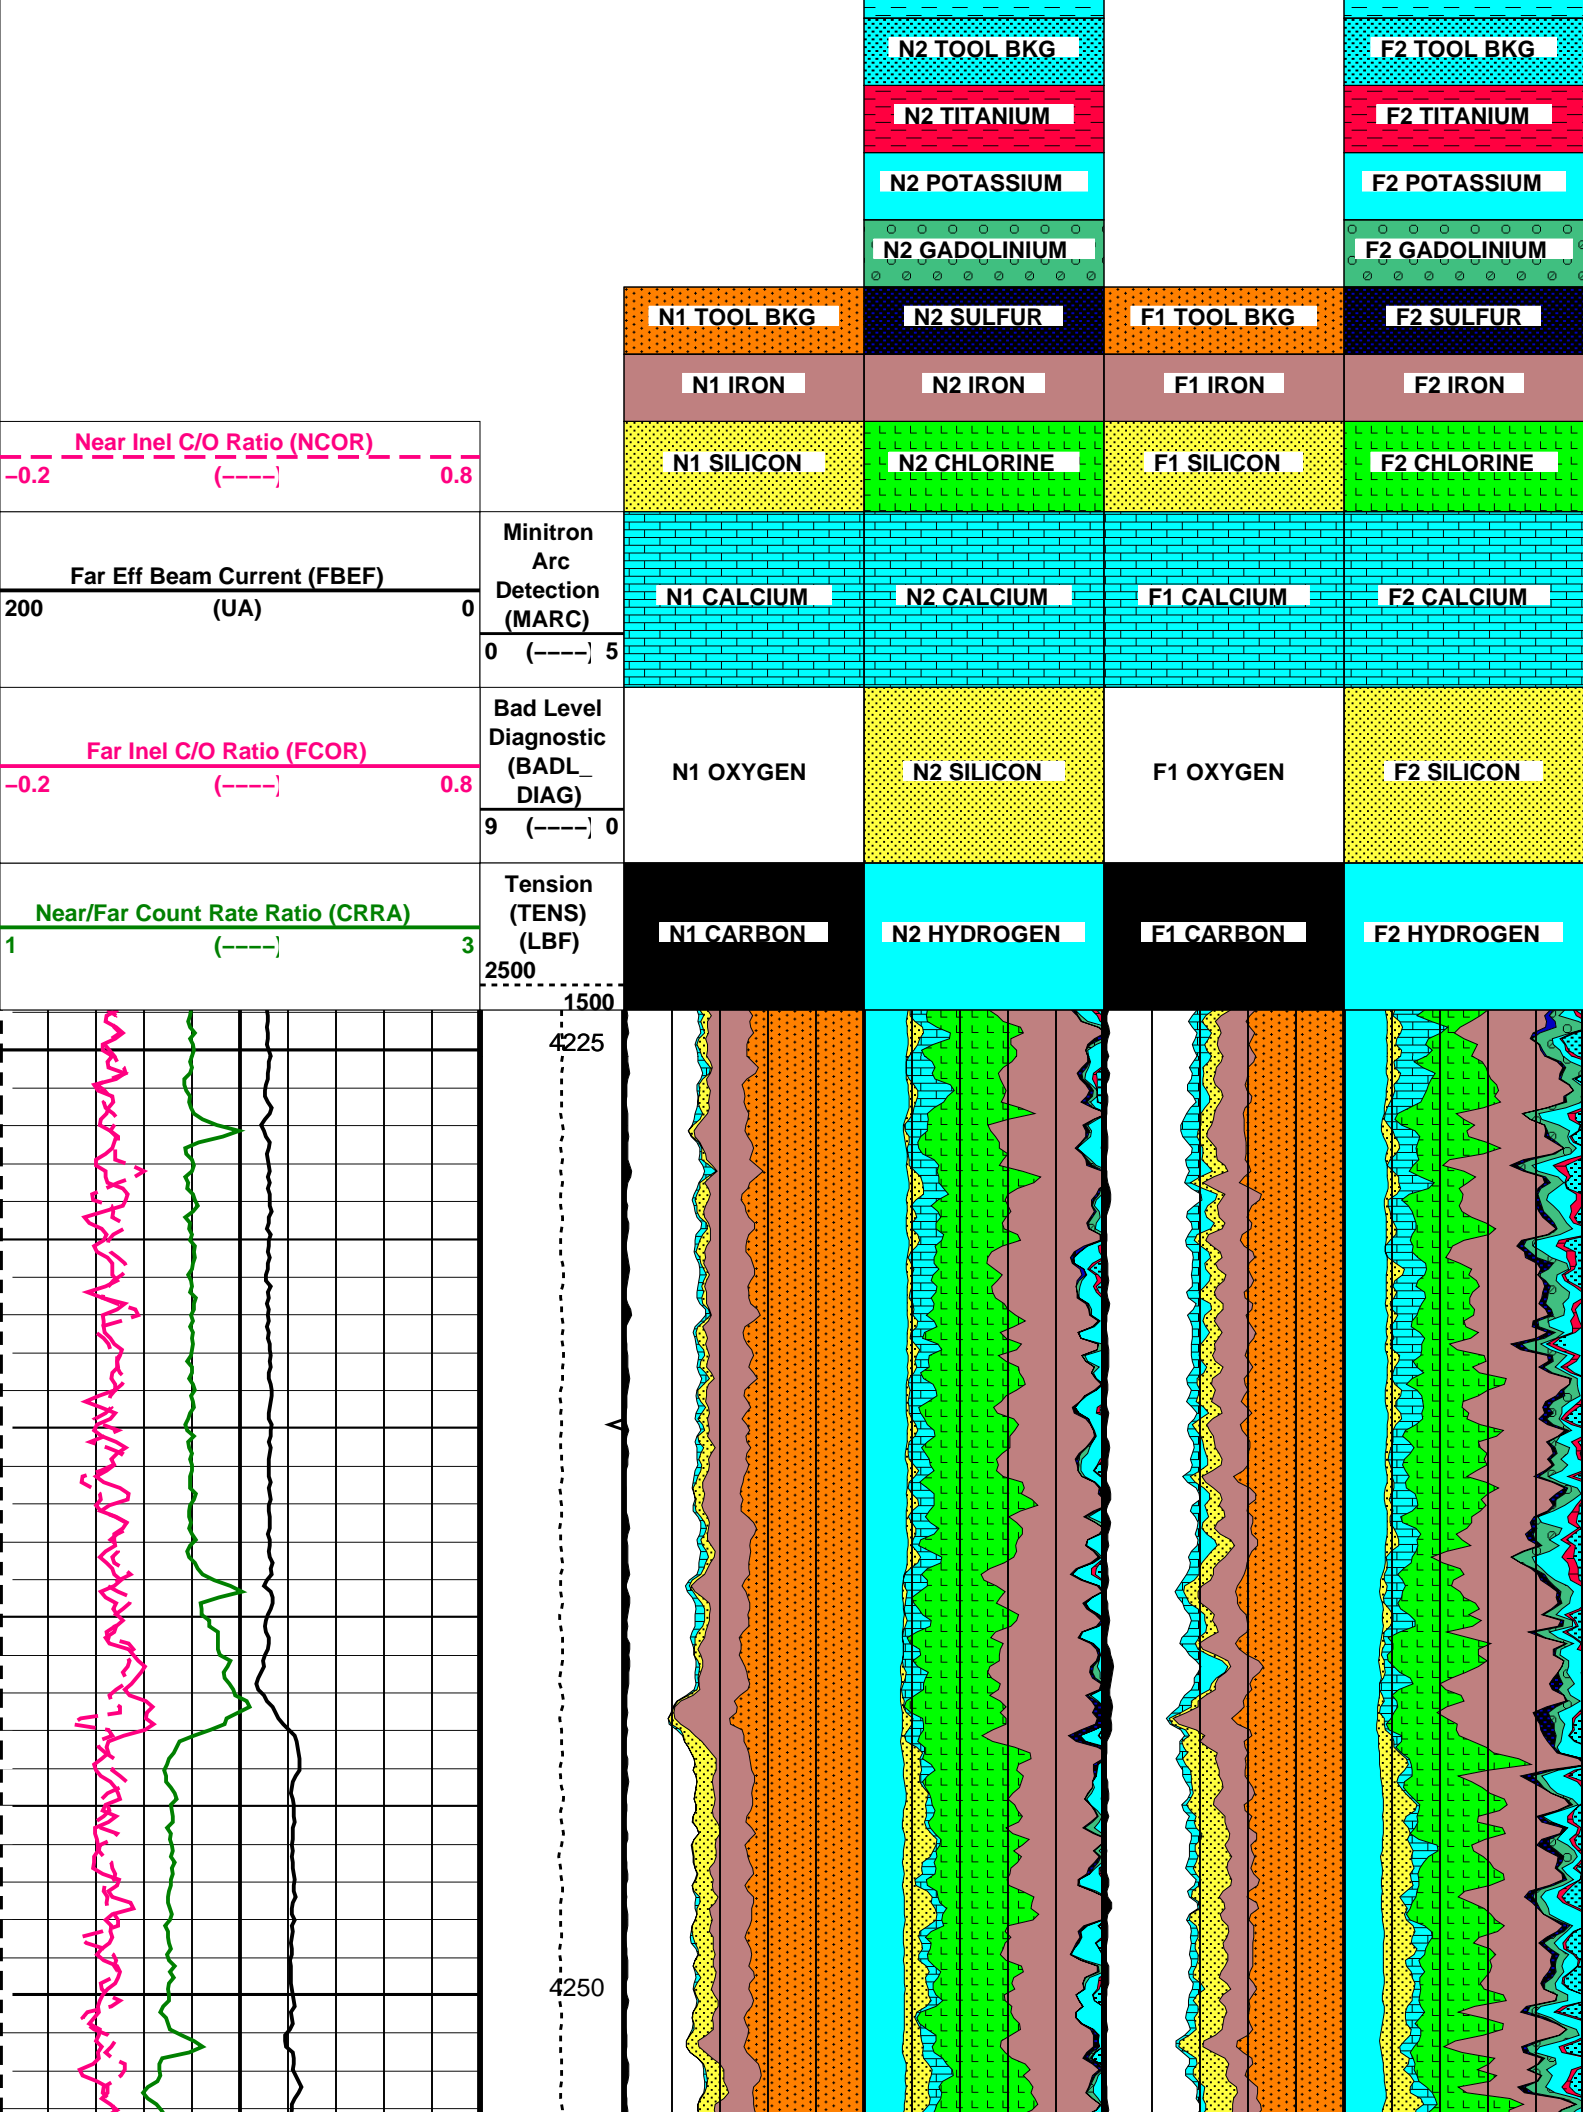 N2 TOOL BKG
F2 TOOL BKG
N2 TITANIUM
F2 TITANIUM
N2 POTASSIUM
F2 POTASSIUM
N2 GADOLINIUM
F2 GADOLINIUM
N1 TOOL BKG
N2 SULFUR
F1 TOOL BKG
F2 SULFUR
N1 IRON
N2 IRON
F1 IRON
F2 IRON
Near Inel C/O Ratio (NCOR)
−0.2 (−−−−) 0.8
N1 SILICON
N2 CHLORINE
F1 SILICON
F2 CHLORINE
Far Eff Beam Current (FBEF)
200 (UA) 0
Minitron
Arc
Detection
(MARC)
0 (−−−−) 5
N1 CALCIUM
N2 CALCIUM
F1 CALCIUM
F2 CALCIUM
Far Inel C/O Ratio (FCOR)
−0.2 (−−−−) 0.8
Bad Level
Diagnostic
(BADL_
DIAG)
9 (−−−−) 0
N1 OXYGEN
N2 SILICON
F1 OXYGEN
F2 SILICON
Near/Far Count Rate Ratio (CRRA)
1 (−−−−) 3
Tension
(TENS)
(LBF)
2500
1500
N1 CARBON
N2 HYDROGEN
F1 CARBON
F2 HYDROGEN
4225
4250